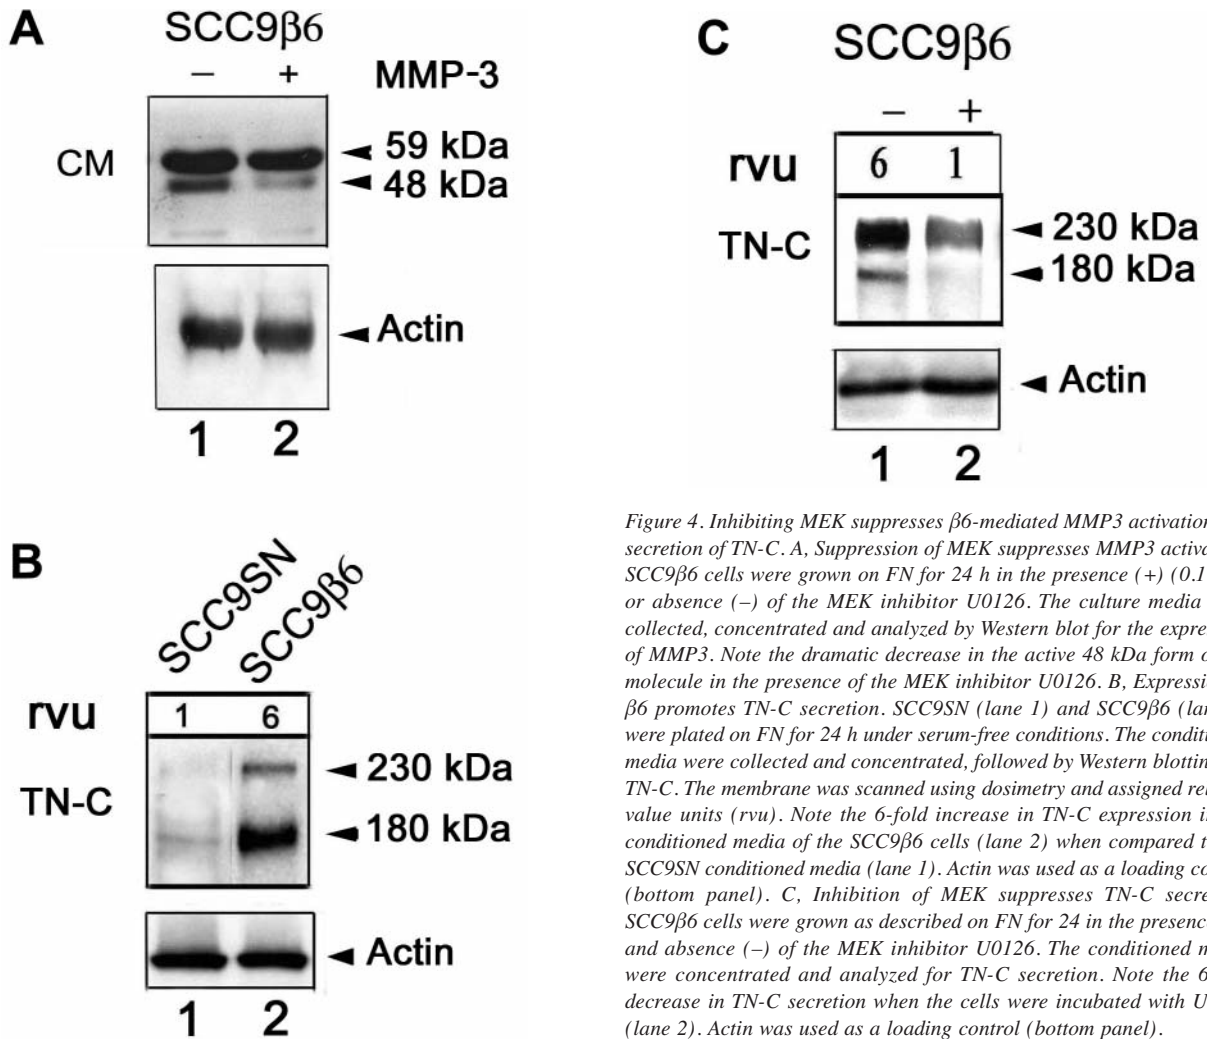 A
SCC9β6
– + MMP-3
CM
59 kDa
48 kDa
Actin
1 2
B
SCC9SN
SCC9β6
rvu 1 6
TN-C
230 kDa
180 kDa
Actin
1 2
C
SCC9β6
– +
rvu 6 1
TN-C
230 kDa
180 kDa
Actin
1 2
Figure 4. Inhibiting MEK suppresses β6-mediated MMP3 activation
secretion of TN-C. A, Suppression of MEK suppresses MMP3 activa
SCC9β6 cells were grown on FN for 24 h in the presence (+) (0.1
or absence (–) of the MEK inhibitor U0126. The culture media
collected, concentrated and analyzed by Western blot for the expre
of MMP3. Note the dramatic decrease in the active 48 kDa form o
molecule in the presence of the MEK inhibitor U0126. B, Expressio
β6 promotes TN-C secretion. SCC9SN (lane 1) and SCC9β6 (lan
were plated on FN for 24 h under serum-free conditions. The conditio
media were collected and concentrated, followed by Western blottin
TN-C. The membrane was scanned using dosimetry and assigned rel
value units (rvu). Note the 6-fold increase in TN-C expression i
conditioned media of the SCC9β6 cells (lane 2) when compared t
SCC9SN conditioned media (lane 1). Actin was used as a loading co
(bottom panel). C, Inhibition of MEK suppresses TN-C secre
SCC9β6 cells were grown as described on FN for 24 in the presence
and absence (–) of the MEK inhibitor U0126. The conditioned m
were concentrated and analyzed for TN-C secretion. Note the 6
decrease in TN-C secretion when the cells were incubated with U
(lane 2). Actin was used as a loading control (bottom panel).